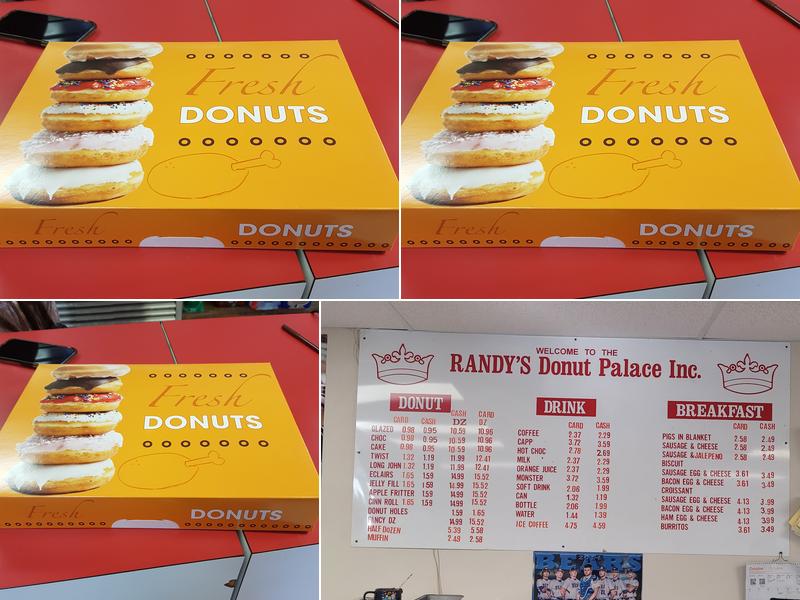 Fresh
DONUTS
Fresh DONUTS
Fresh
DONUTS
Fresh DONUTS
Fresh
DONUTS
Fresh DONUTS
WELCOME TO THE
RANDY'S Donut Palace Inc.
DONUT
CARD CASH CASH DZ CARD DZ
GLAZED 0.98 0.95 10.59 10.96
CHOC 0.98 0.95 10.59 10.96
CAKE 0.98 0.95 10.59 10.96
TWIST 1.32 1.19 11.99 12.41
LONG JOHN 1.32 1.19 11.99 12.41
ECLAIRS 1.65 1.59 14.99 15.52
JELLY FILL 1.65 1.59 14.99 15.52
APPLE FRITTER 1.59 14.99 15.52
CINN ROLL 1.65 1.59 14.99 15.52
DONUT HOLES 1.59 1.65
FANCY DZ 14.99 15.52
HALF DOZEN 5.39 5.58
MUFFIN 2.49 2.58
DRINK
CARD CASH
COFFEE 2.37 2.29
CAPP 3.72 3.59
HOT CHOC 2.78 2.69
MILK 2.37 2.29
ORANGE JUICE 2.37 2.29
MONSTER 3.72 3.59
SOFT DRINK 2.06 1.99
CAN 1.32 1.19
BOTTLE 2.06 1.99
WATER 1.44 1.39
ICE COFFEE 4.75 4.59
BREAKFAST
CARD CASH
PIGS IN BLANKET 2.58 2.49
SAUSAGE & CHEESE 2.58 2.49
SAUSAGE & JALEPENO 2.58 2.49
BISCUIT
SAUSAGE EGG & CHEESE 3.61 3.49
BACON EGG & CHEESE 3.61 3.49
CROISSANT
SAUSAGE EGG & CHEESE 4.13 3.99
BACON EGG & CHEESE 4.13 3.99
HAM EGG & CHEESE 4.13 3.99
BURRITOS 3.61 3.49
BEARS